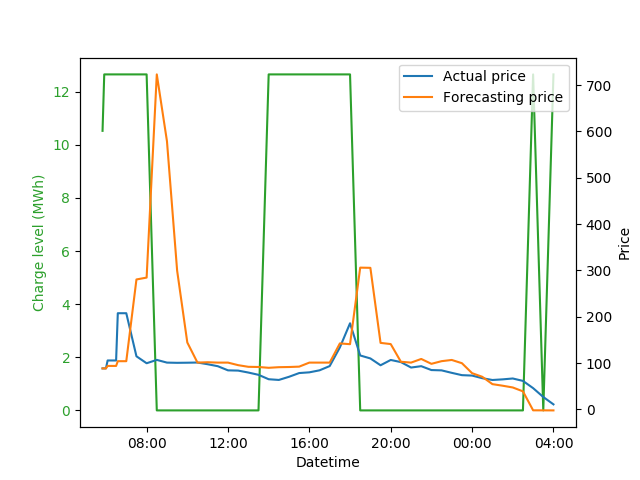 Actual price
Forecasting price
Charge level (MWh)
12
10
8
6
4
2
0
700
600
500
400
300
200
100
0
Price
08:00 12:00 16:00 20:00 00:00 04:00
Datetime